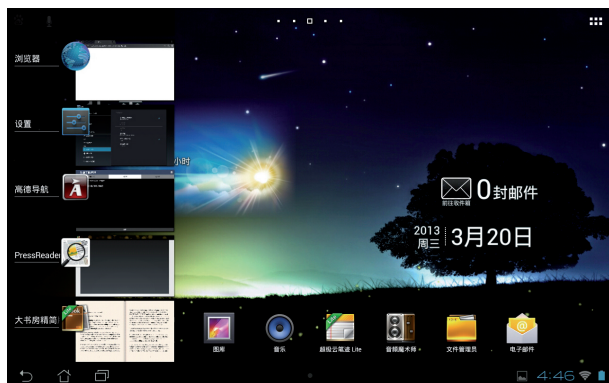 浏览器
设置
小时
高德导航
PressReader
大书房精简
前往收件箱
0封邮件
2013
周三
3月20日
图库
音乐
超级云笔迹 Lite
音频魔术师
文件管理员
电子邮件
4:46